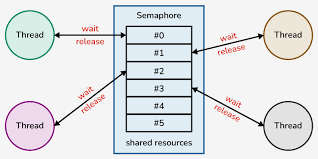 Semaphore
Thread
wait
release
#0
wait
release
Thread
#1
#2
#3
#4
#5
Thread
wait
release
wait
release
Thread
shared resources